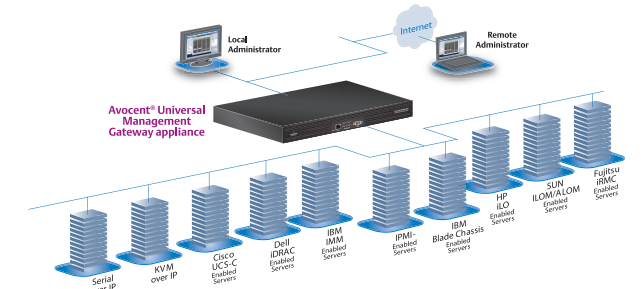 Internet
Local
Administrator
Remote
Administrator
Avocent® Universal
Management
Gateway appliance
Serial
over IP
KVM
over IP
Cisco
UCS-C
Enabled
Servers
Dell
iDRAC
Enabled
Servers
IBM
IMM
Enabled
Servers
IPMI-
Enabled
Servers
IBM
Blade Chassis
Enabled
Servers
HP
iLO
Enabled
Servers
SUN
ILOM/ALOM
Enabled
Servers
Fujitsu
iRMC
Enabled
Servers